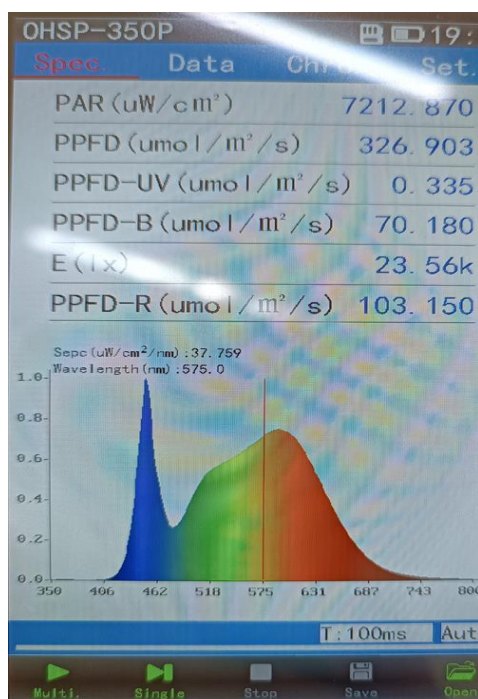 OHSP-350P 19:
Spec. Data Chr Set.
PAR(uW/cm²) 7212.870
PPFD(umol/m²/s) 326.903
PPFD-UV(umol/m²/s) 0.335
PPFD-B(umol/m²/s) 70.180
E(lx) 23.56k
PPFD-R(umol/m²/s) 103.150
Sepc(uW/cm²/nm):37.759
Wavelength(nm):575.0
1.0
0.8
0.6
0.4
0.2
0.0
350 406 462 518 575 631 687 743 800
T:100ms Aut
Multi. Single Stop Save Open